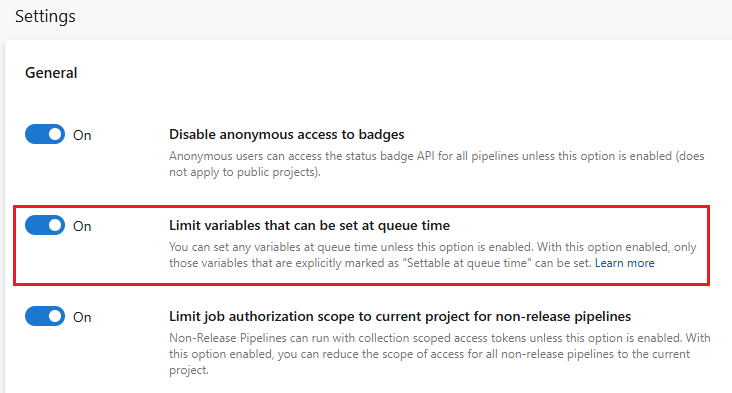 Settings
General
On
Disable anonymous access to badges
Anonymous users can access the status badge API for all pipelines unless this option is enabled (does
not apply to public projects).
On
Limit variables that can be set at queue time
You can set any variables at queue time unless this option is enabled. With this option enabled, only
those variables that are explicitly marked as "Settable at queue time" can be set. Learn more
On
Limit job authorization scope to current project for non-release pipelines
Non-Release Pipelines can run with collection scoped access tokens unless this option is enabled. With
this option enabled, you can reduce the scope of access for all non-release pipelines to the current
project.